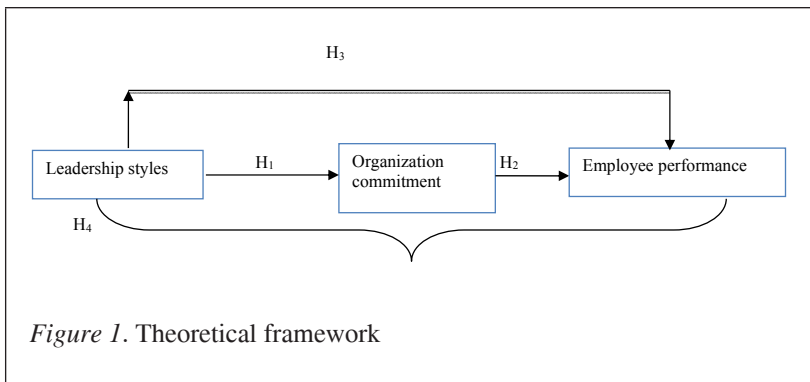 H3
Leadership styles
H1
Organization
commitment
H2
Employee performance
H4
Figure 1. Theoretical framework